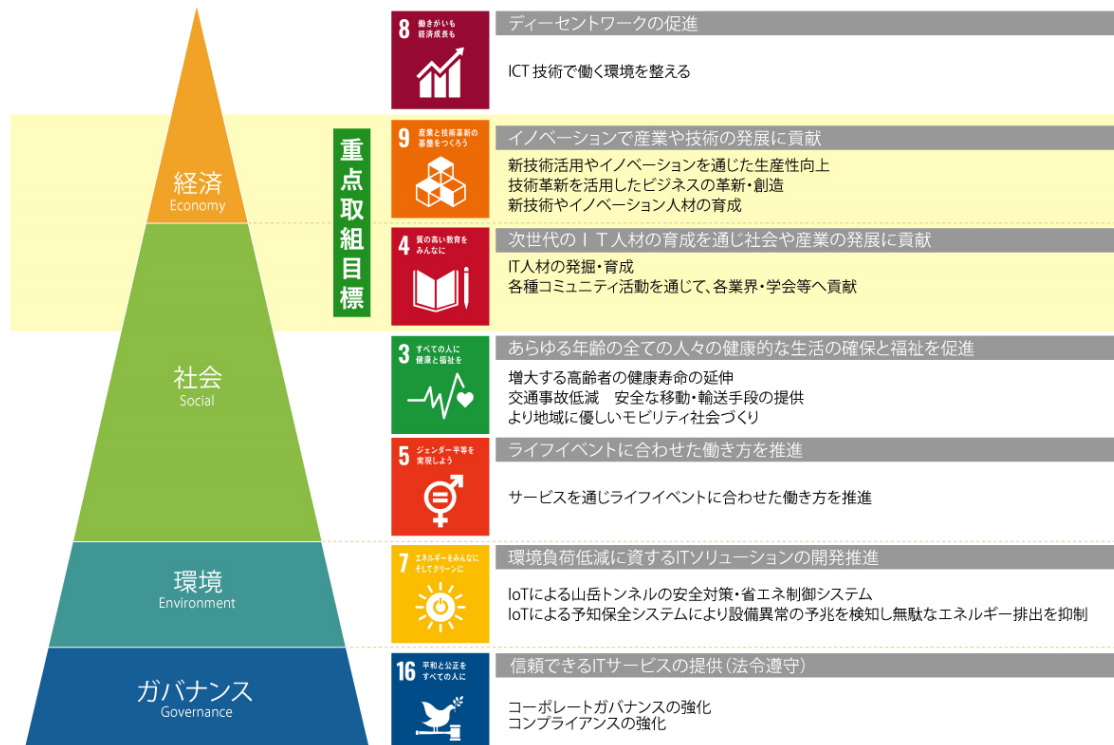 経済
Economy
社会
Social
環境
Environment
ガバナンス
Governance
重点取組目標
8 働きがいも
経済成長も
ディーセントワークの促進
ICT技術で働く環境を整える
9 産業と技術革新の
基盤をつくろう
イノベーションで産業や技術の発展に貢献
新技術活用やイノベーションを通じた生産性向上
技術革新を活用したビジネスの革新・創造
新技術やイノベーション人材の育成
4 質の高い教育を
みんなに
次世代のIT人材の育成を通じ社会や産業の発展に貢献
IT人材の発掘・育成
各種コミュニティ活動を通じて、各業界・学会等へ貢献
3 すべての人に
健康と福祉を
あらゆる年齢の全ての人々の健康的な生活の確保と福祉を促進
増大する高齢者の健康寿命の延伸
交通事故低減　安全な移動・輸送手段の提供
より地域に優しいモビリティ社会づくり
5 ジェンダー平等を
実現しよう
ライフイベントに合わせた働き方を推進
サービスを通じライフイベントに合わせた働き方を推進
7 エネルギーをみんなに
そしてクリーンに
環境負荷低減に資するITソリューションの開発推進
IoTによる山岳トンネルの安全対策・省エネ制御システム
IoTによる予知保全システムにより設備異常の予兆を検知し無駄なエネルギー排出を抑制
16 平和と公正を
すべての人に
信頼できるITサービスの提供（法令遵守）
コーポレートガバナンスの強化
コンプライアンスの強化